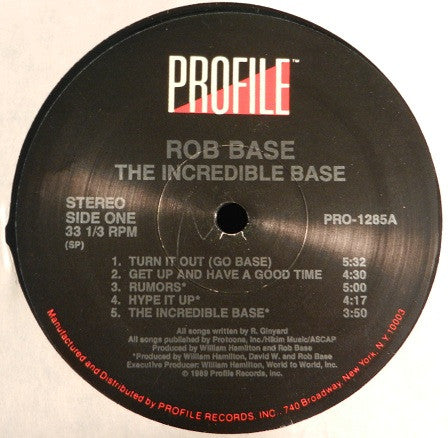 PROFILE™
ROB BASE
THE INCREDIBLE BASE
STEREO
SIDE ONE
33 1/3 RPM
(SP)
PRO-1285A
1. TURN IT OUT (GO BASE) 5:32
2. GET UP AND HAVE A GOOD TIME 4:30
3. RUMORS* 5:00
4. HYPE IT UP* 4:17
5. THE INCREDIBLE BASE* 3:50
All songs written by R. Ginyard
All songs published by Protoons, Inc/Hikim Music/ASCAP
Produced by William Hamilton and Rob Base
*Produced by William Hamilton, David W. and Rob Base
Executive Producer: William Hamilton, World to World, Inc.
© 1989 Profile Records, Inc.
Manufactured and Distributed by PROFILE RECORDS, INC. 740 Broadway New York, N.Y. 10003